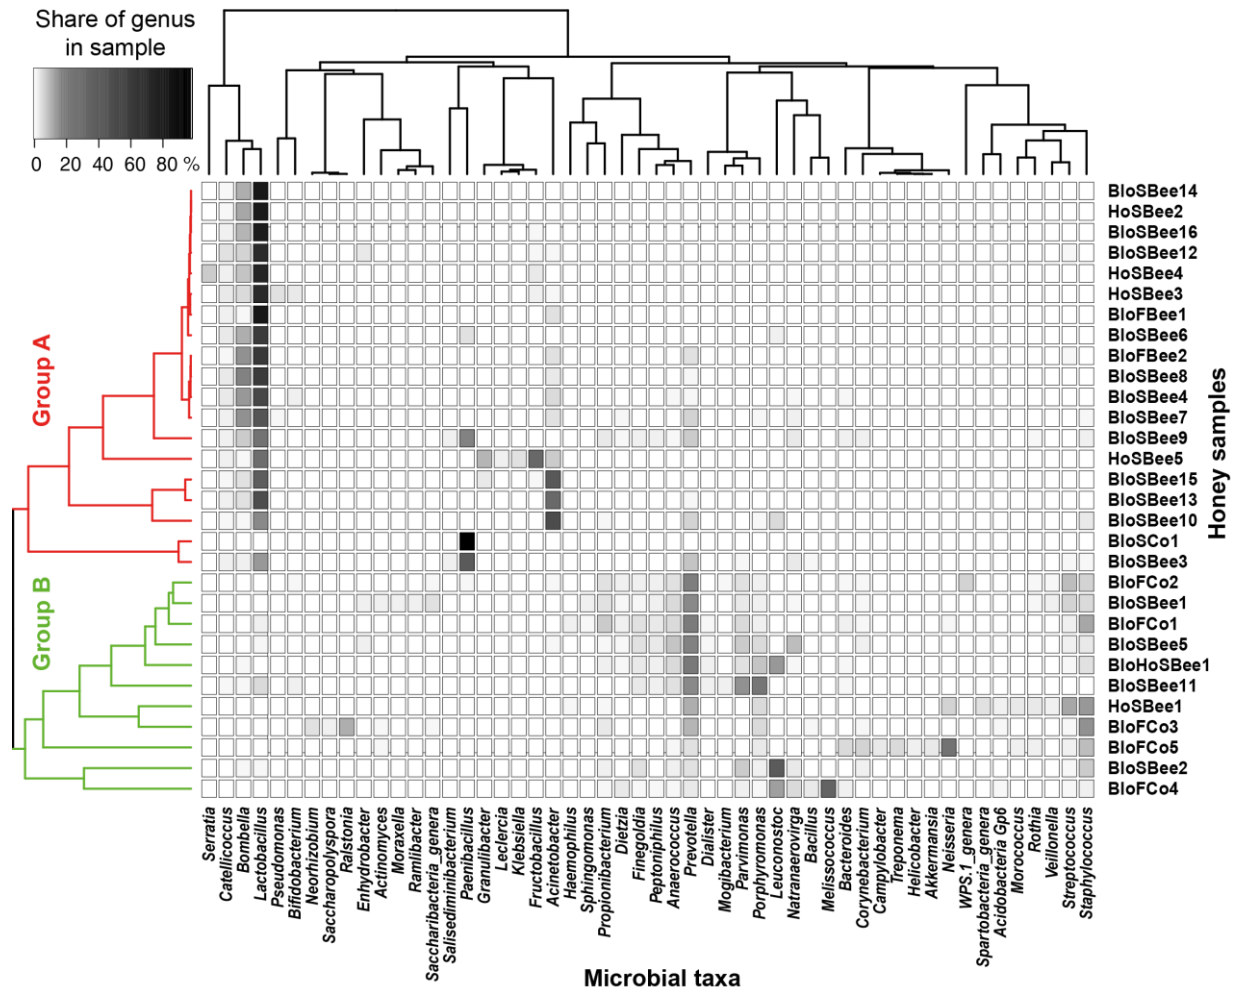 Share of genus
in sample
0 20 40 60 80 %
Group A
Group B
BloSBee14
HoSBee2
BloSBee16
BloSBee12
HoSBee4
HoSBee3
BloFBee1
BloSBee6
BloFBee2
BloSBee8
BloSBee4
BloSBee7
BloSBee9
HoSBee5
BloSBee15
BloSBee13
BloSBee10
BloSCo1
BloSBee3
BloFCo2
BloSBee1
BloFCo1
BloSBee5
BloHoSBee1
BloSBee11
HoSBee1
BloFCo3
BloFCo5
BloSBee2
BloFCo4
Honey samples
Serratia
Catellicoccus
Bombella
Lactobacillus
Pseudomonas
Bifidobacterium
Neorhizobium
Saccharopolyspora
Ralstonia
Enhydrobacter
Actinomyces
Moraxella
Ramlibacter
Saccharibacteria_genera
Salisediminibacterium
Paenibacillus
Granulibacter
Leclercia
Klebsiella
Fructobacillus
Acinetobacter
Haemophilus
Sphingomonas
Propionibacterium
Dietzia
Finegoldia
Peptoniphilus
Anaerococcus
Prevotella
Dialister
Mogibacterium
Parvimonas
Porphyromonas
Leuconostoc
Natranaerovirga
Bacillus
Melissococcus
Bacteroides
Corynebacterium
Campylobacter
Treponema
Helicobacter
Akkermansia
Neisseria
WPS.1_genera
Spartobacteria_genera
Acidobacteria Gp6
Morococcus
Rothia
Veillonella
Streptococcus
Staphylococcus
Microbial taxa